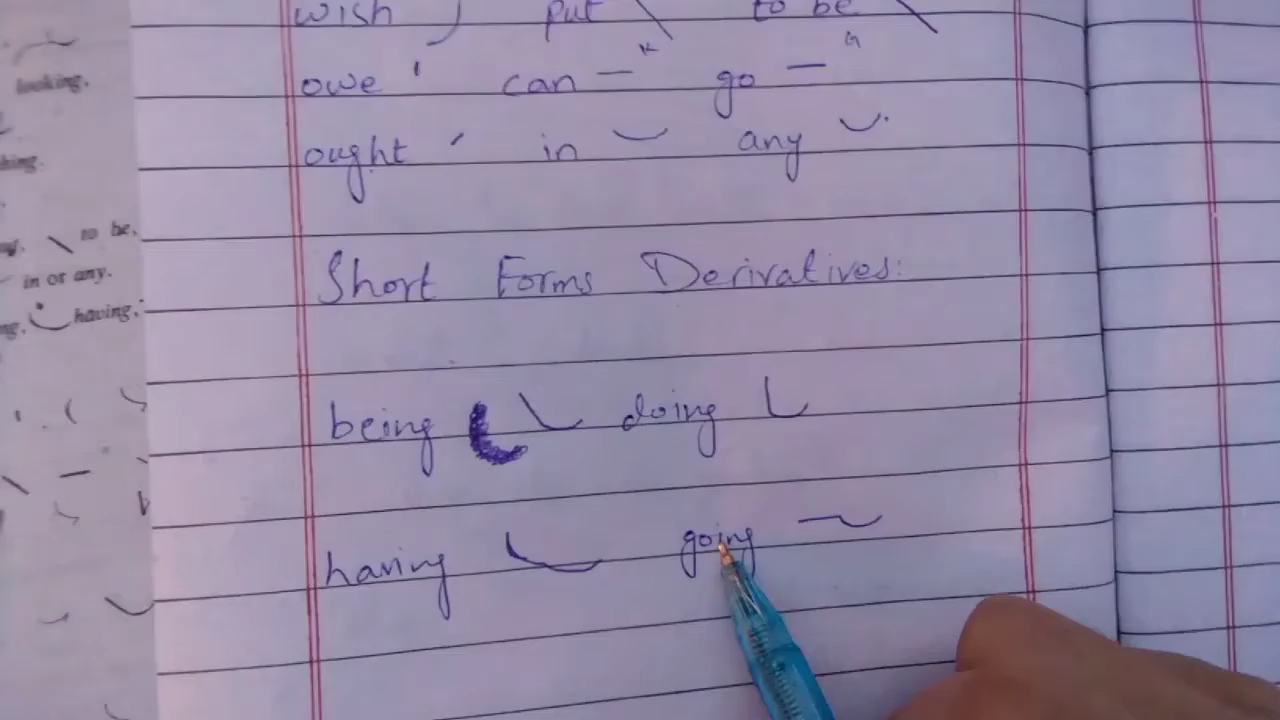 wish put to be
owe can K go G
ought in any
Short Forms Derivatives:
being doing
having going
looking,
to be,
in or any.
having,